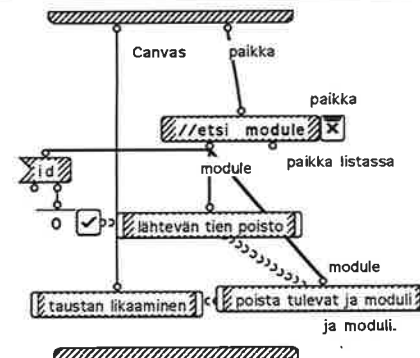 Canvas
paikka
paikka
//etsi module
paikka listassa
id
module
0
lähtevän tien poisto
module
taustan likaaminen
poista tulevat ja moduli
ja moduli.